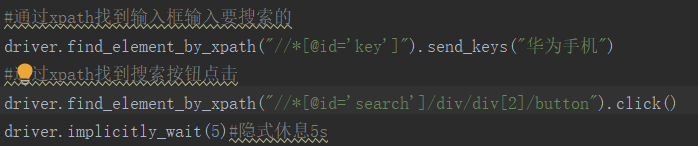 #通过xpath找到输入框输入要搜索的
driver.find_element_by_xpath("//*[@id='key']").send_keys("华为手机")
#通过xpath找到搜索按钮点击
driver.find_element_by_xpath("//*[@id='search']/div/div[2]/button").click()
driver.implicitly_wait(5)#隐式休息5s